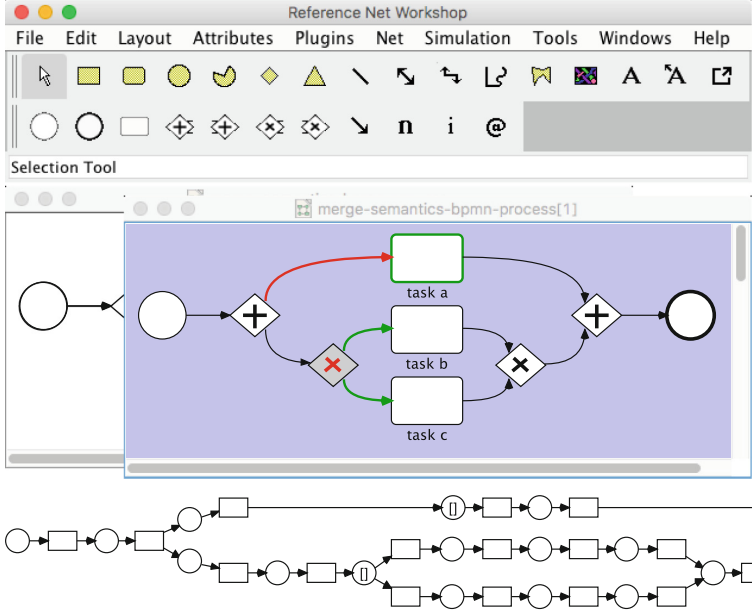 Reference Net Workshop
File Edit Layout Attributes Plugins Net Simulation Tools Windows Help
A A
n i @
Selection Tool
merge-semantics-bpmn-process[1]
task a
task b
task c
[]
[]